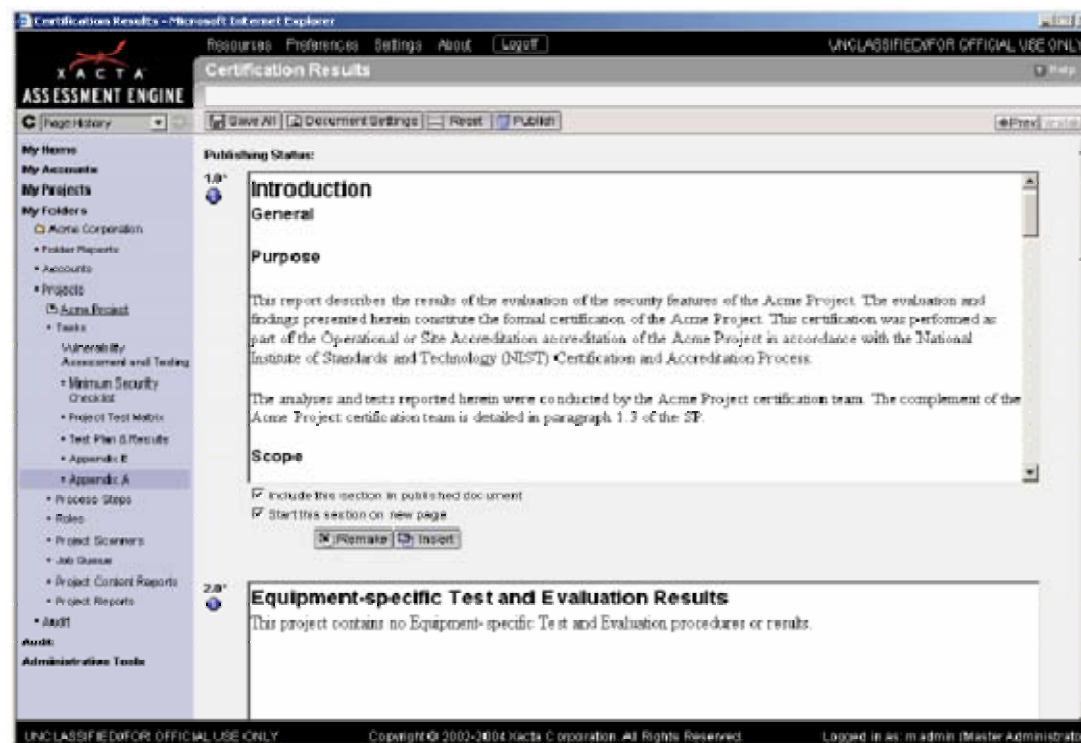 Certification Results - Microsoft Internet Explorer
Resources Preferences Settings About Logoff
UNCLASSIFIED/FOR OFFICIAL USE ONLY
XACTA
ASSESSMENT ENGINE
Certification Results
Help
Page History
Save All Document Settings Reset Publish
Prev
My Items
My Accounts
My Projects
My Folders
Acme Corporation
Folder Reports
Accounts
Projects
Acme Project
Tasks
Vulnerability
Assessment and Testing
Minimum Security
Checklist
Project Test Matrix
Test Plan & Results
Appendix E
Appendix A
Process Steps
Roles
Project Scanners
Job Queue
Project Content Reports
Project Reports
Audit
Audit
Administrative Tools
Publishing Status:
1.0*
Introduction
General
Purpose
This report describes the results of the evaluation of the security features of the Acme Project. The evaluation and
findings presented herein constitute the formal certification of the Acme Project. This certification was performed as
part of the Operational or Site Accreditation accreditation of the Acme Project in accordance with the National
Institute of Standards and Technology (NIST) Certification and Accreditation Process.
The analyses and tests reported herein were conducted by the Acme Project certification team. The complement of the
Acme Project certification team is detailed in paragraph 1.3 of the SP.
Scope
Include this section in published document
Start this section on new page
Remake Insert
2.0*
Equipment-specific Test and Evaluation Results
This project contains no Equipment-specific Test and Evaluation procedures or results.
UNCLASSIFIED/FOR OFFICIAL USE ONLY
Copyright © 2002-2004 Xacta Corporation. All Rights Reserved.
Logged in as: madmin (Master Administrato